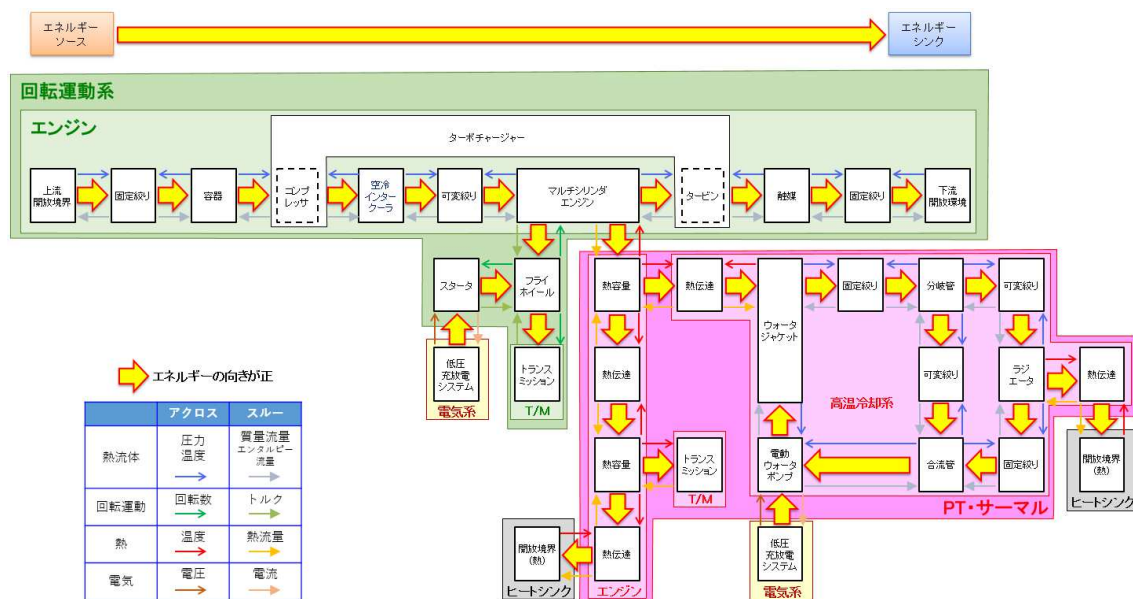 エネルギー
ソース
エネルギー
シンク
回転運動系
エンジン
ターボチャージャー
上流
開放境界
固定絞り
容器
コンプ
レッサ
空冷
インター
クーラ
可変絞り
マルチシリンダ
エンジン
タービン
触媒
固定絞り
下流
開放環境
スタータ
フライ
ホイール
熱容量
熱伝達
ウォータ
ジャケット
固定絞り
分岐管
可変絞り
低圧
充放電
システム
電気系
トランス
ミッション
T/M
熱伝達
可変絞り
ラジ
エータ
熱伝達
高温冷却系
熱容量
トランス
ミッション
T/M
電動
ウォータ
ポンプ
合流管
固定絞り
開放境界
(熱)
ヒートシンク
PT・サーマル
開放境界
(熱)
ヒートシンク
熱伝達
エンジン
低圧
充放電
システム
電気系
エネルギーの向きが正
アクロス
スルー
熱流体
圧力
温度
質量流量
エンタルピー
流量
回転運動
回転数
トルク
熱
温度
熱流量
電気
電圧
電流